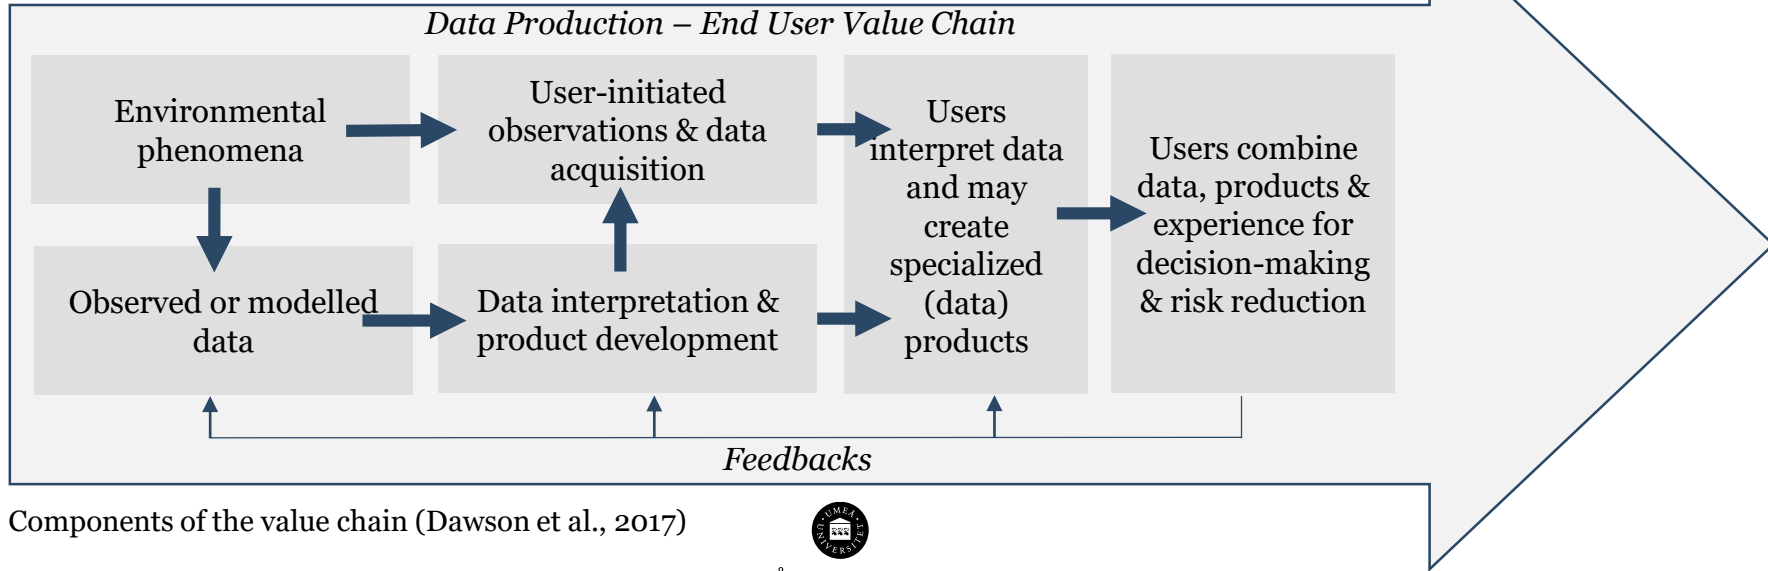 Data Production – End User Value Chain
Environmental
phenomena
User-initiated
observations & data
acquisition
Users
interpret data
and may
create
specialized
(data)
products
Users combine
data, products &
experience for
decision-making
& risk reduction
Observed or modelled
data
Data interpretation &
product development
Feedbacks
Components of the value chain (Dawson et al., 2017)
UMEÅ
UNIVERSITET